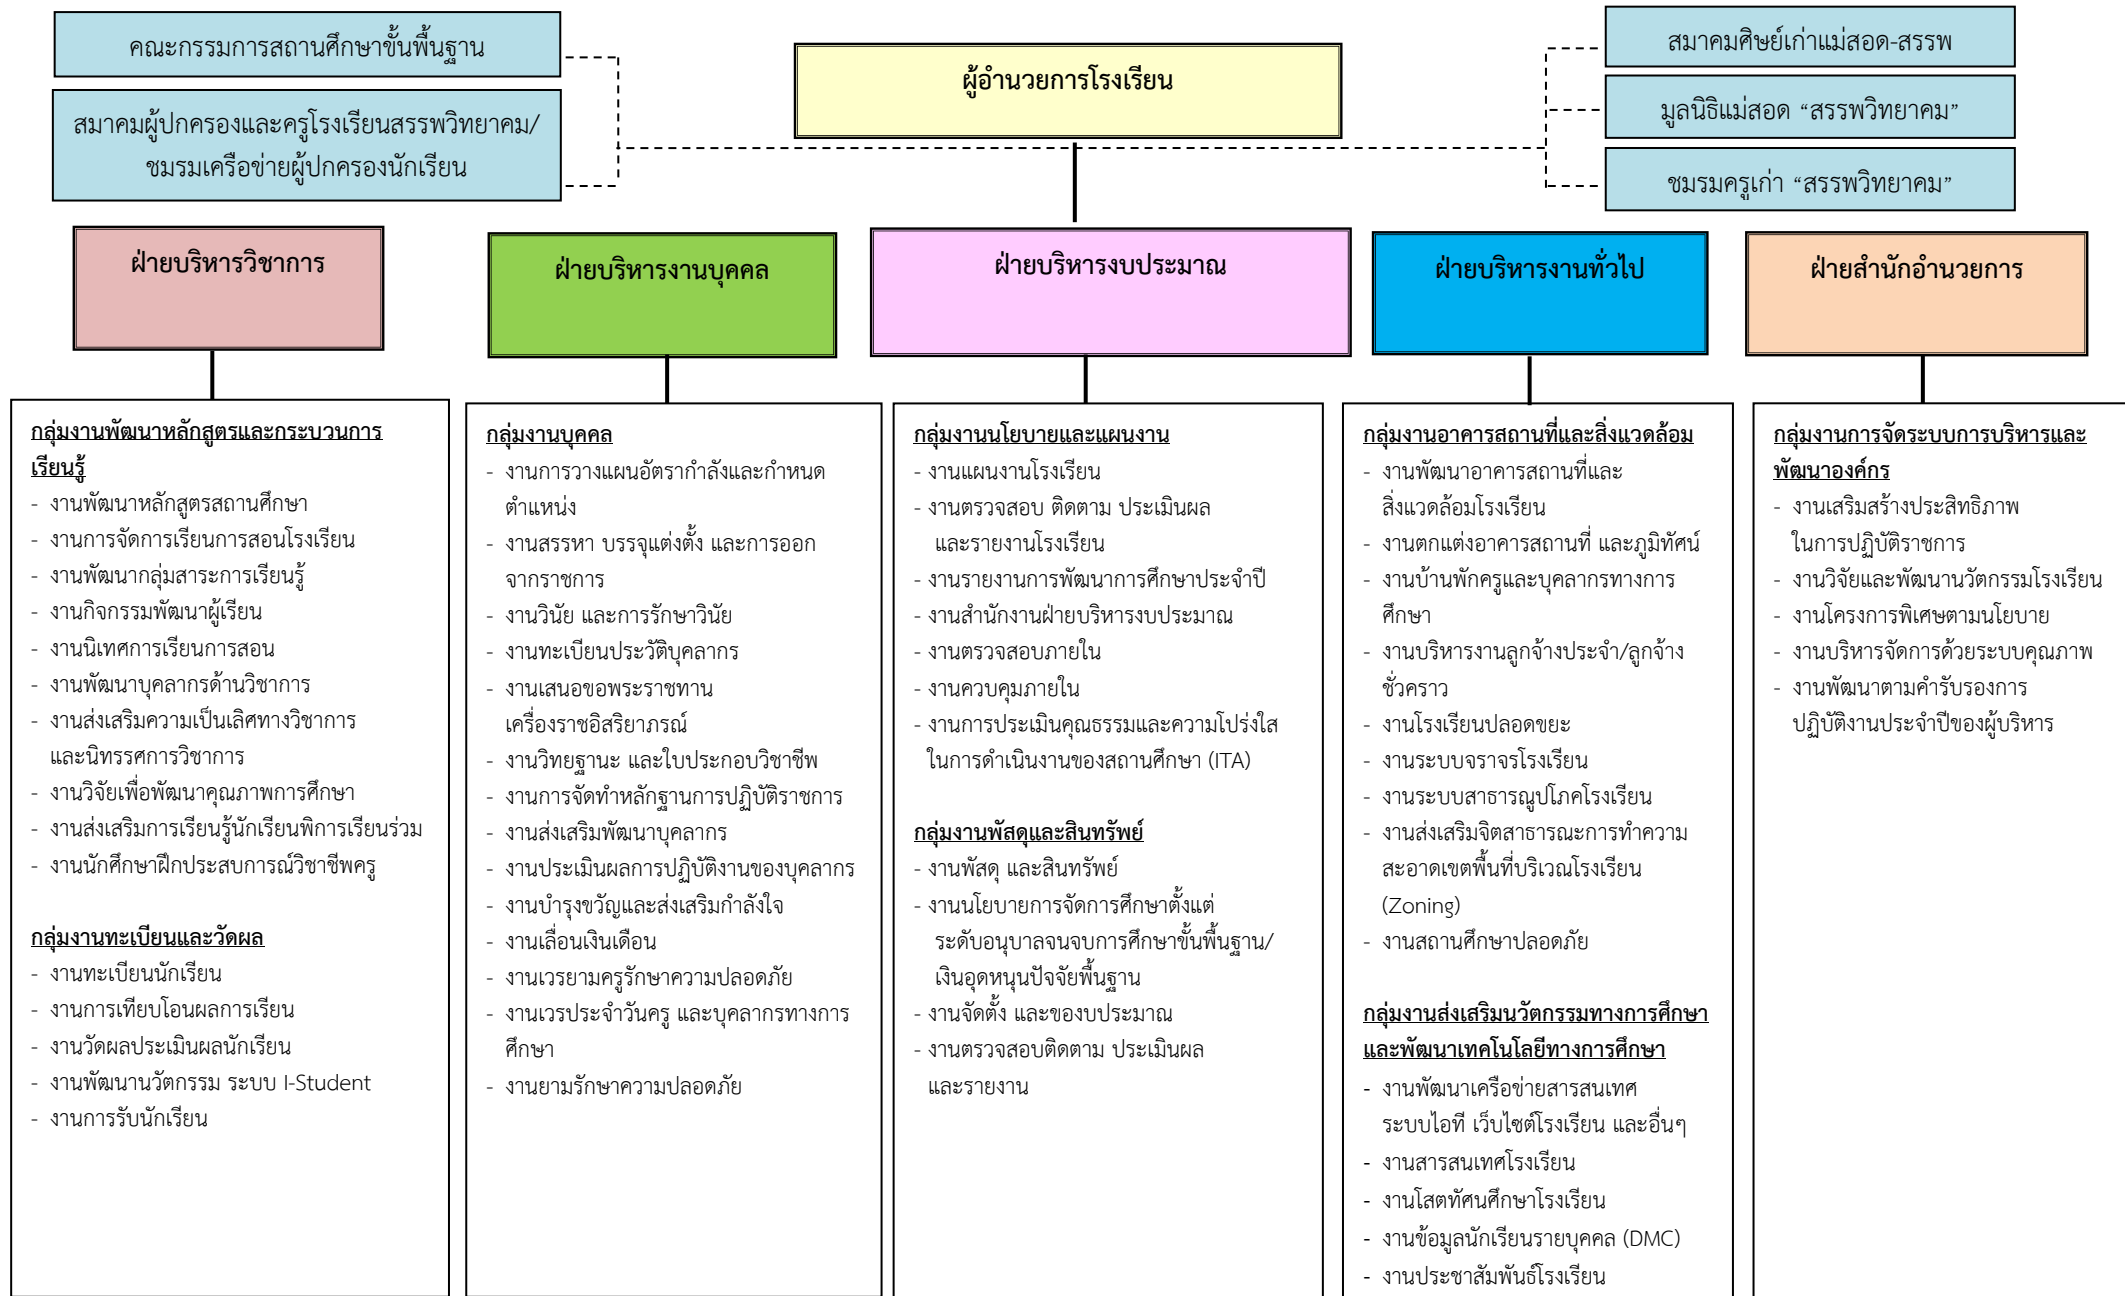 คณะกรรมการสถานศึกษาขั้นพื้นฐาน
สมาคมผู้ปกครองและครูโรงเรียนสรรพวิทยาคม/
ชมรมเครือข่ายผู้ปกครองนักเรียน
ผู้อำนวยการโรงเรียน
สมาคมศิษย์เก่าแม่สอด-สรรพ
มูลนิธิแม่สอด “สรรพวิทยาคม”
ชมรมครูเก่า “สรรพวิทยาคม”
ฝ่ายบริหารวิชาการ
ฝ่ายบริหารงานบุคคล
ฝ่ายบริหารงบประมาณ
ฝ่ายบริหารงานทั่วไป
ฝ่ายสำนักอำนวยการ
กลุ่มงานพัฒนาหลักสูตรและกระบวนการ
เรียนรู้
- งานพัฒนาหลักสูตรสถานศึกษา
- งานการจัดการเรียนการสอนโรงเรียน
- งานพัฒนากลุ่มสาระการเรียนรู้
- งานกิจกรรมพัฒนาผู้เรียน
- งานนิเทศการเรียนการสอน
- งานพัฒนาบุคลากรด้านวิชาการ
- งานส่งเสริมความเป็นเลิศทางวิชาการ
และนิทรรศการวิชาการ
- งานวิจัยเพื่อพัฒนาคุณภาพการศึกษา
- งานส่งเสริมการเรียนรู้นักเรียนพิการเรียนร่วม
- งานนักศึกษาฝึกประสบการณ์วิชาชีพครู
กลุ่มงานทะเบียนและวัดผล
- งานทะเบียนนักเรียน
- งานการเทียบโอนผลการเรียน
- งานวัดผลประเมินผลนักเรียน
- งานพัฒนานวัตกรรม ระบบ I-Student
- งานการรับนักเรียน
กลุ่มงานบุคคล
- งานการวางแผนอัตรากำลังและกำหนด
ตำแหน่ง
- งานสรรหา บรรจุแต่งตั้ง และการออก
จากราชการ
- งานวินัย และการรักษาวินัย
- งานทะเบียนประวัติบุคลากร
- งานเสนอขอพระราชทาน
เครื่องราชอิสริยาภรณ์
- งานวิทยฐานะ และใบประกอบวิชาชีพ
- งานการจัดทำหลักฐานการปฏิบัติราชการ
- งานส่งเสริมพัฒนาบุคลากร
- งานประเมินผลการปฏิบัติงานของบุคลากร
- งานบำรุงขวัญและส่งเสริมกำลังใจ
- งานเลื่อนเงินเดือน
- งานเวรยามครูรักษาความปลอดภัย
- งานเวรประจำวันครู และบุคลากรทางการ
ศึกษา
- งานยามรักษาความปลอดภัย
กลุ่มงานนโยบายและแผนงาน
- งานแผนงานโรงเรียน
- งานตรวจสอบ ติดตาม ประเมินผล
และรายงานโรงเรียน
- งานรายงานการพัฒนาการศึกษาประจำปี
- งานสำนักงานฝ่ายบริหารงบประมาณ
- งานตรวจสอบภายใน
- งานควบคุมภายใน
- งานการประเมินคุณธรรมและความโปร่งใส
ในการดำเนินงานของสถานศึกษา (ITA)
กลุ่มงานพัสดุและสินทรัพย์
- งานพัสดุ และสินทรัพย์
- งานนโยบายการจัดการศึกษาตั้งแต่
ระดับอนุบาลจนจบการศึกษาขั้นพื้นฐาน/
เงินอุดหนุนปัจจัยพื้นฐาน
- งานจัดตั้ง และของบประมาณ
- งานตรวจสอบติดตาม ประเมินผล
และรายงาน
กลุ่มงานอาคารสถานที่และสิ่งแวดล้อม
- งานพัฒนาอาคารสถานที่และ
สิ่งแวดล้อมโรงเรียน
- งานตกแต่งอาคารสถานที่ และภูมิทัศน์
- งานบ้านพักครูและบุคลากรทางการ
ศึกษา
- งานบริหารงานลูกจ้างประจำ/ลูกจ้าง
ชั่วคราว
- งานโรงเรียนปลอดขยะ
- งานระบบจราจรโรงเรียน
- งานระบบสาธารณูปโภคโรงเรียน
- งานส่งเสริมจิตสาธารณะการทำความ
สะอาดเขตพื้นที่บริเวณโรงเรียน
(Zoning)
- งานสถานศึกษาปลอดภัย
กลุ่มงานส่งเสริมนวัตกรรมทางการศึกษา
และพัฒนาเทคโนโลยีทางการศึกษา
- งานพัฒนาเครือข่ายสารสนเทศ
ระบบไอที เว็บไซต์โรงเรียน และอื่นๆ
- งานสารสนเทศโรงเรียน
- งานโสตทัศนศึกษาโรงเรียน
- งานข้อมูลนักเรียนรายบุคคล (DMC)
- งานประชาสัมพันธ์โรงเรียน
กลุ่มงานการจัดระบบการบริหารและ
พัฒนาองค์กร
- งานเสริมสร้างประสิทธิภาพ
ในการปฏิบัติราชการ
- งานวิจัยและพัฒนานวัตกรรมโรงเรียน
- งานโครงการพิเศษตามนโยบาย
- งานบริหารจัดการด้วยระบบคุณภาพ
- งานพัฒนาตามคำรับรองการ
ปฏิบัติงานประจำปีของผู้บริหาร